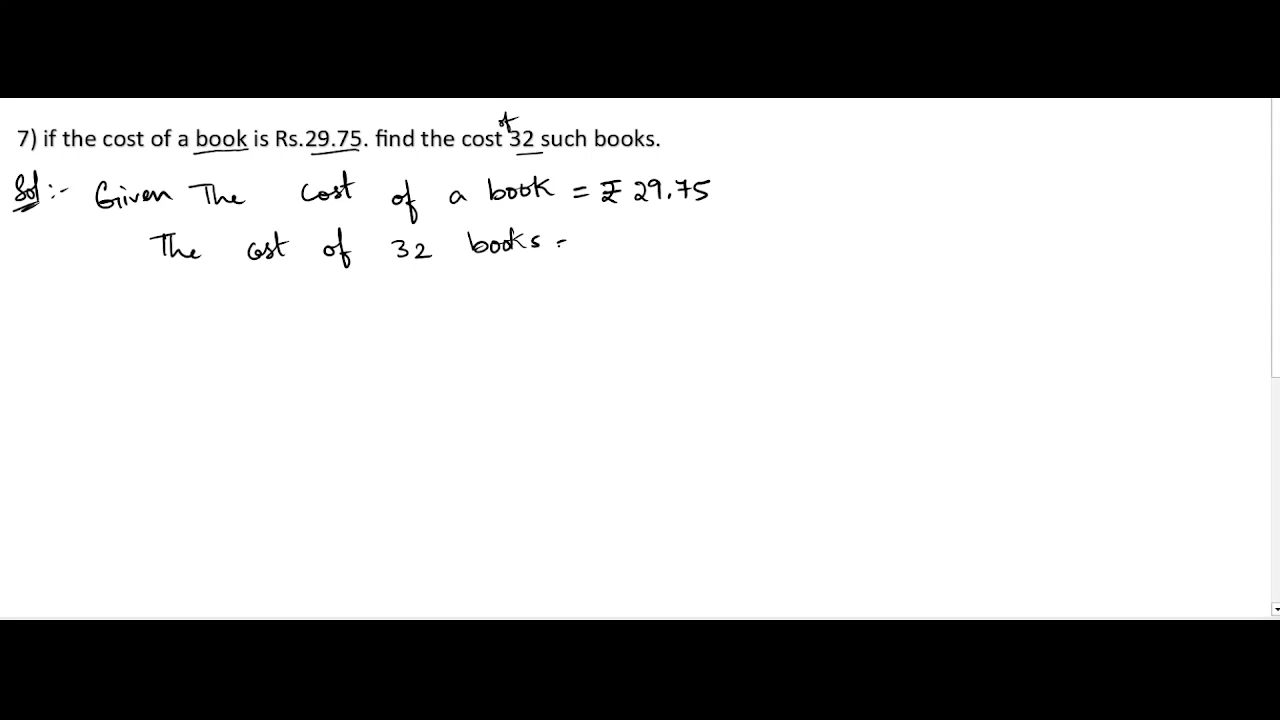 7) if the cost of a book is Rs.29.75. find the cost of 32 such books.
Sol:- Given The cost of a book = ₹ 29.75
The cost of 32 books =